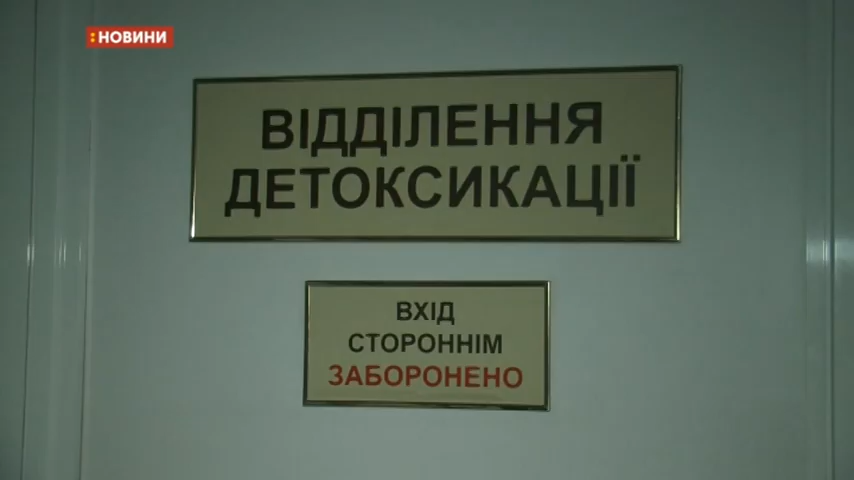 :НОВИНИ
ВІДДІЛЕННЯ
ДЕТОКСИКАЦІЇ
ВХІД
СТОРОННІМ
ЗАБОРОНЕНО